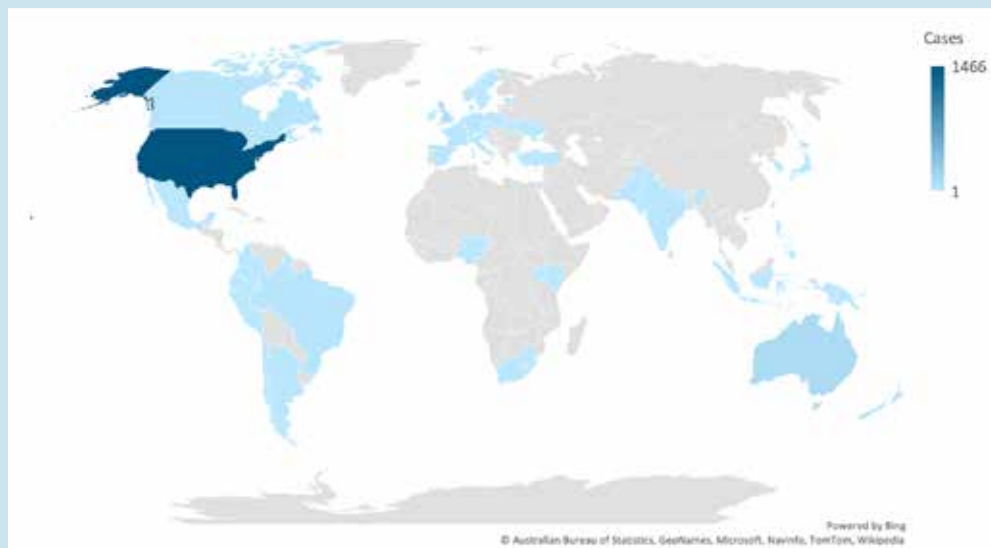 Cases
1466
1
Powered by Bing
© Australian Bureau of Statistics, GeoNames, Microsoft, Navinfo, TomTom, Wikipedia